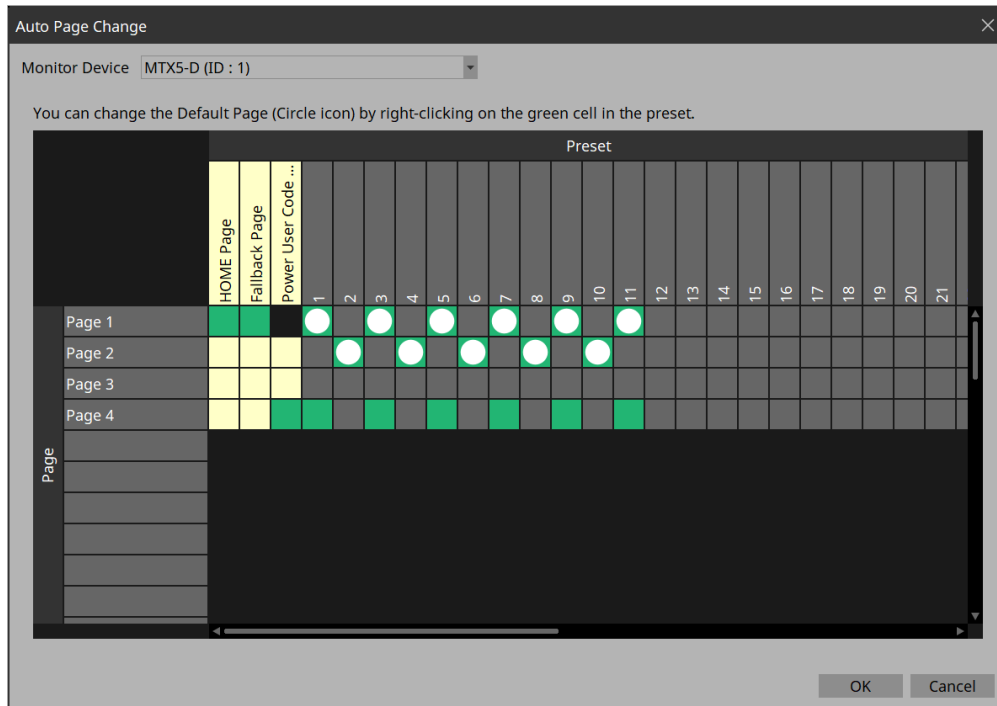 Auto Page Change
Monitor Device MTX5-D (ID : 1)
You can change the Default Page (Circle icon) by right-clicking on the green cell in the preset.
Preset
HOME Page
Fallback Page
Power User Code ...
1 2 3 4 5 6 7 8 9 10 11 12 13 14 15 16 17 18 19 20 21
Page
Page 1
Page 2
Page 3
Page 4
OK Cancel